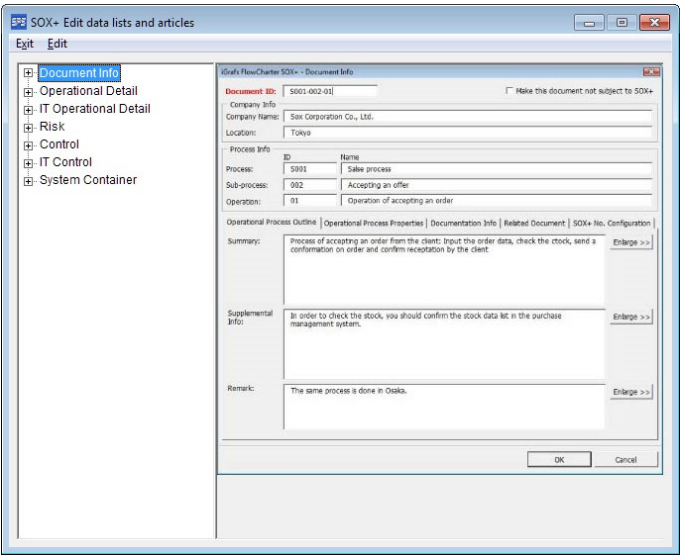 SOX+ Edit data lists and articles
Exit Edit
Document Info
Operational Detail
IT Operational Detail
Risk
Control
IT Control
System Container
iGrafx FlowCharter SOX+ - Document Info
Document ID: S001-002-01 Make this document not subject to SOX+
Company Info
Company Name: Sox Corporation Co., Ltd.
Location: Tokyo
Process Info
ID Name
Process: S001 Salse process
Sub-process: 002 Accepting an offer
Operation: 01 Operation of accepting an order
Operational Process Outline Operational Process Properties Documentation Info Related Document SOX+ No. Configuration
Summary: Process of accepting an order from the client: Input the order data, check the ctock, send a Enlarge >>
conformation on order and confirm receptation by the client
Supplemental Info: In order to check the stock, you should confirm the stock data list in the purchase Enlarge >>
management system.
Remark: The same process is done in Osaka. Enlarge >>
OK Cancel